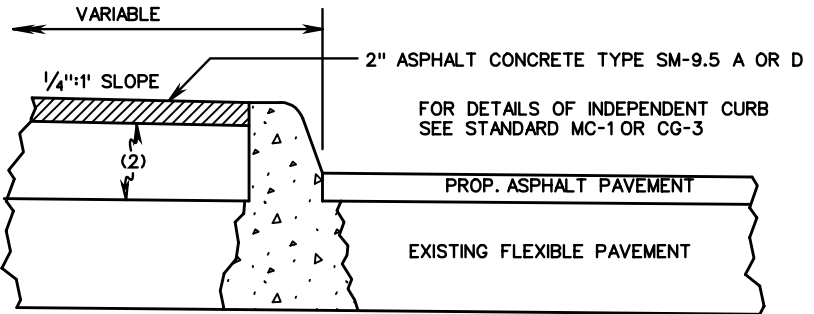 VARIABLE
2" ASPHALT CONCRETE TYPE SM-9.5 A OR D
1/4":1' SLOPE
FOR DETAILS OF INDEPENDENT CURB
SEE STANDARD MC-1 OR CG-3
(2)
PROP. ASPHALT PAVEMENT
EXISTING FLEXIBLE PAVEMENT